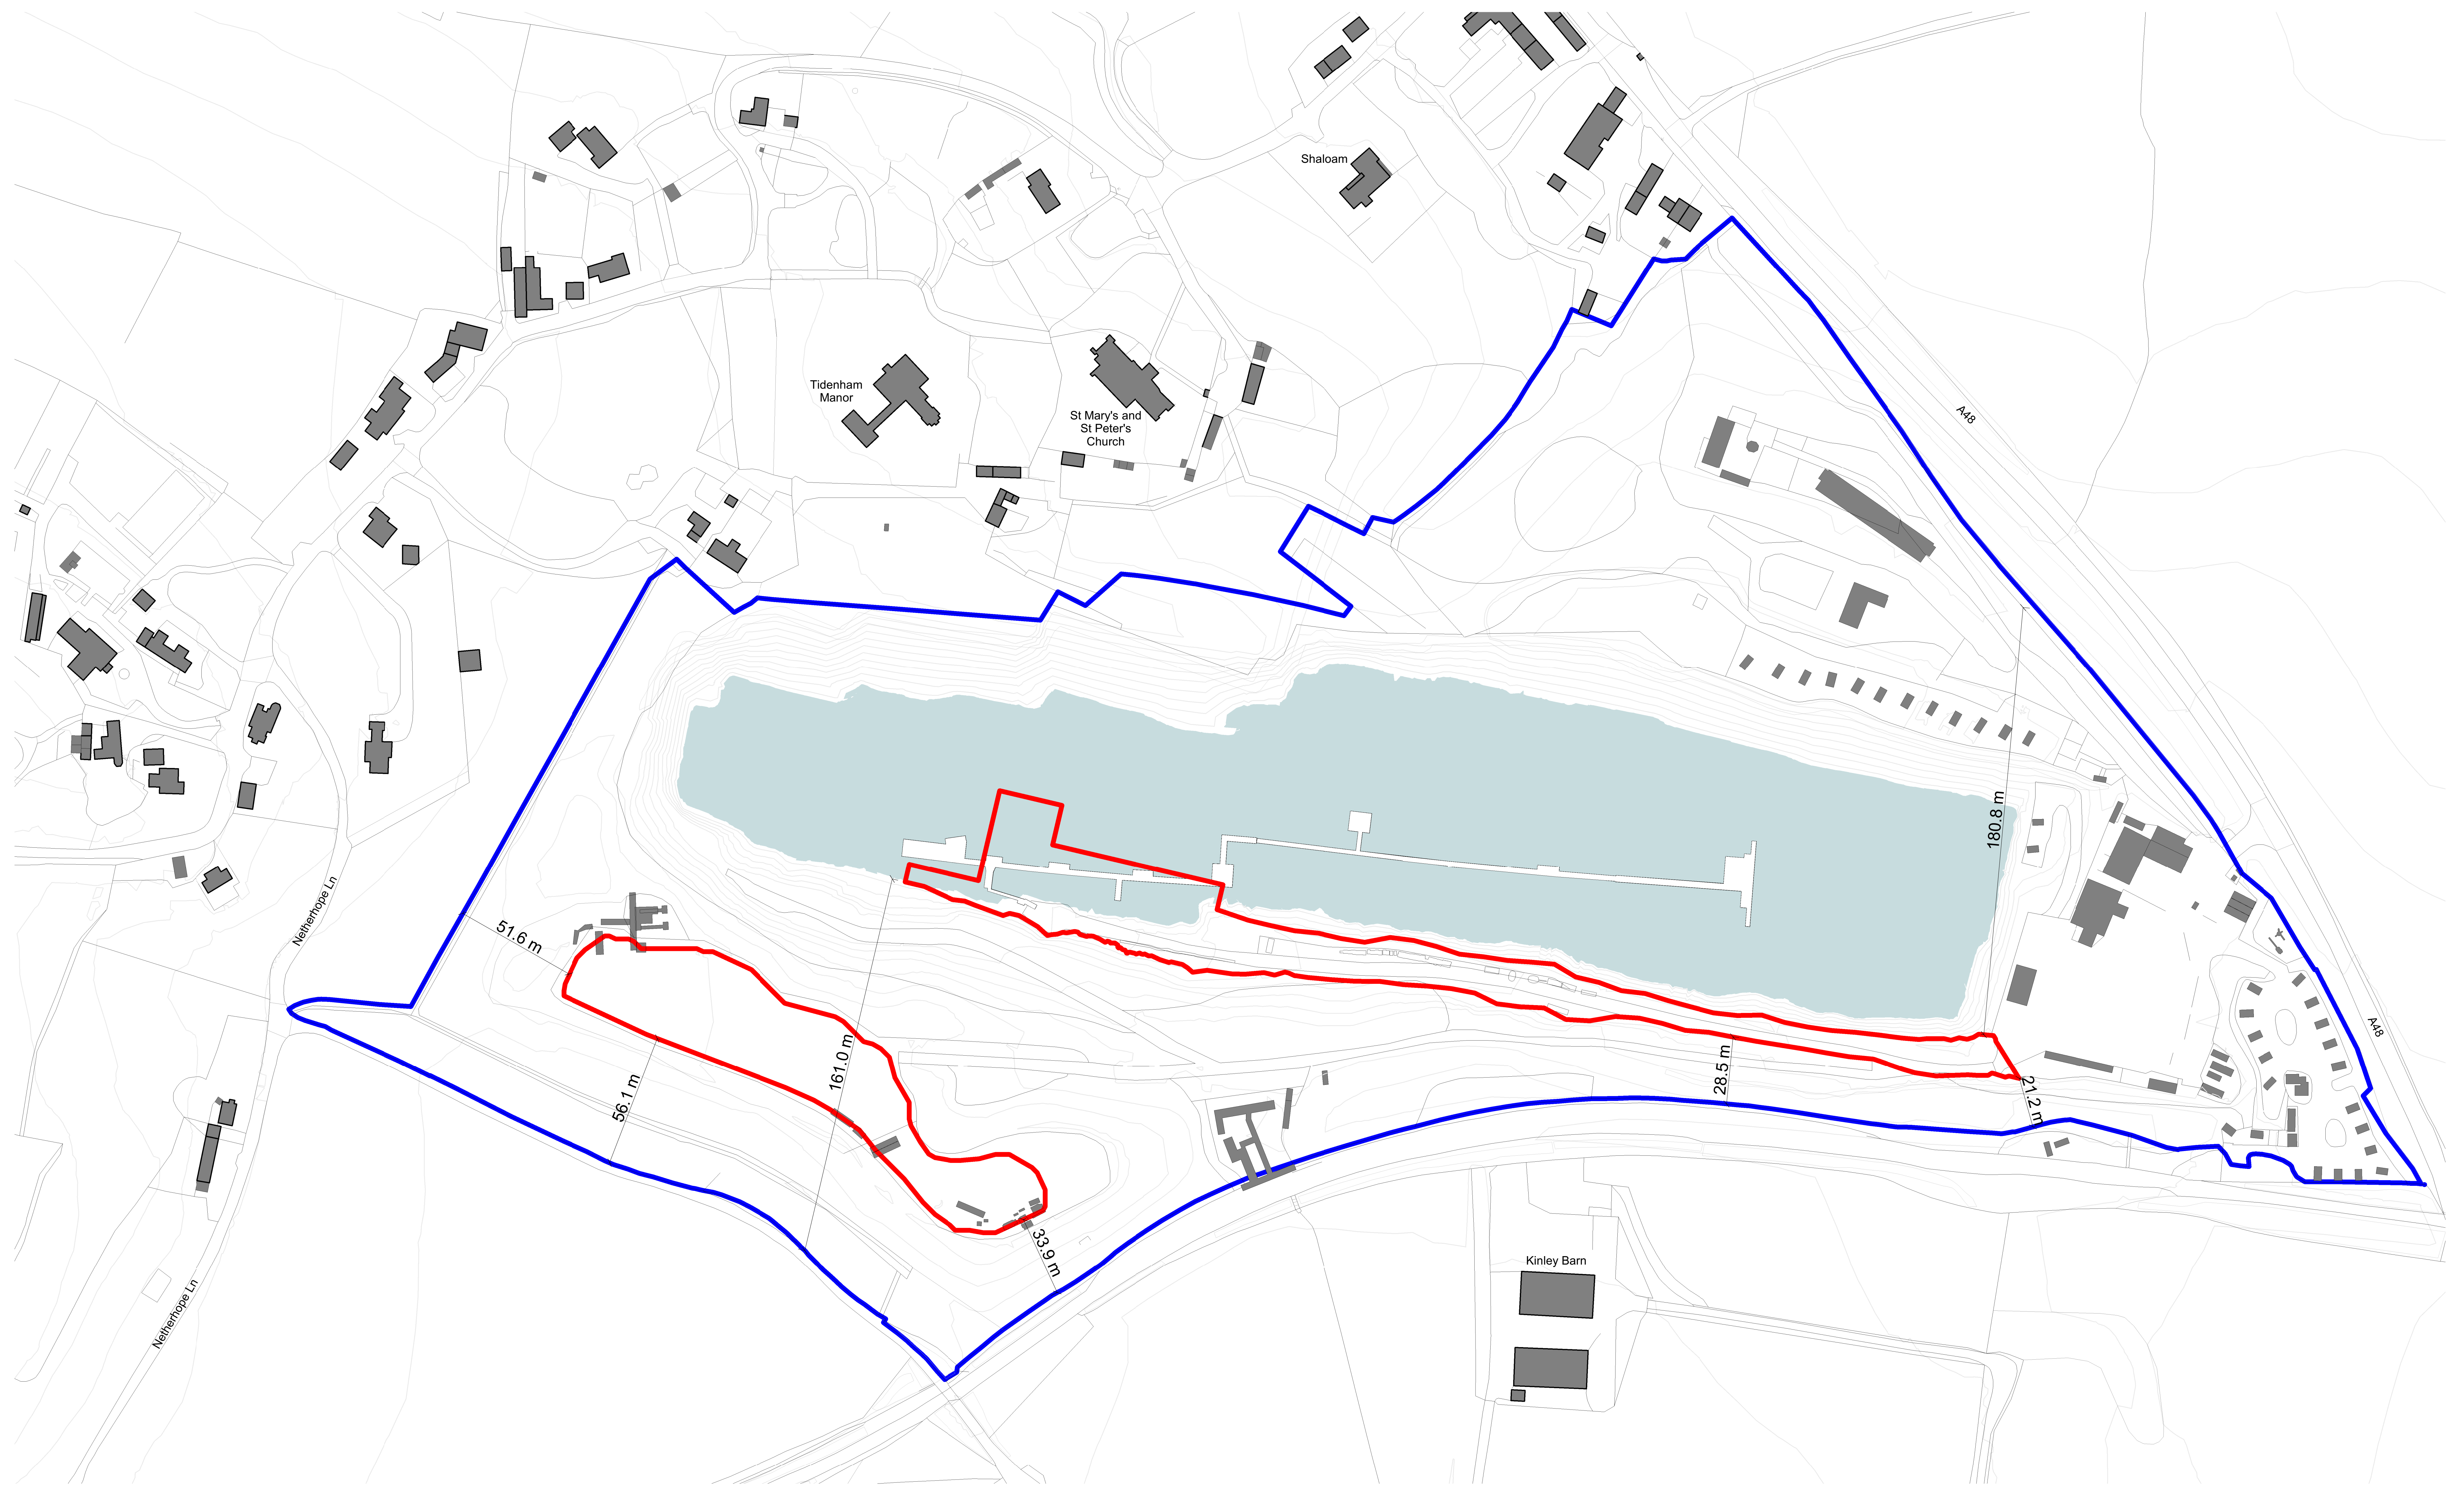 Shaloam
Tidenham
Manor
St Mary's and
St Peter's
Church
A48
180.8 m
Netherhope Ln
51.6 m
161.0 m
56.1 m
28.5 m
21.2 m
A48
33.9 m
Kinley Barn
Netherhope Ln